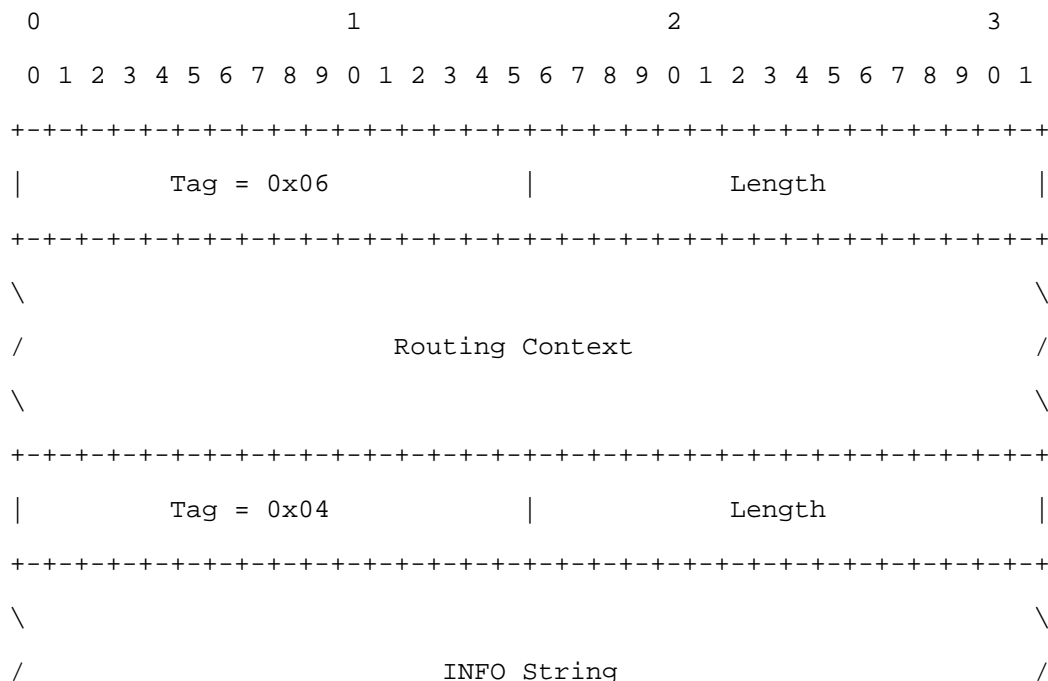 0                   1                   2                   3
0 1 2 3 4 5 6 7 8 9 0 1 2 3 4 5 6 7 8 9 0 1 2 3 4 5 6 7 8 9 0 1
+-+-+-+-+-+-+-+-+-+-+-+-+-+-+-+-+-+-+-+-+-+-+-+-+-+-+-+-+-+-+-+-+
|         Tag = 0x06            |            Length             |
+-+-+-+-+-+-+-+-+-+-+-+-+-+-+-+-+-+-+-+-+-+-+-+-+-+-+-+-+-+-+-+-+
\                                                               \
/                       Routing Context                         /
\                                                               \
+-+-+-+-+-+-+-+-+-+-+-+-+-+-+-+-+-+-+-+-+-+-+-+-+-+-+-+-+-+-+-+-+
|         Tag = 0x04            |            Length             |
+-+-+-+-+-+-+-+-+-+-+-+-+-+-+-+-+-+-+-+-+-+-+-+-+-+-+-+-+-+-+-+-+
\                                                               \
/                          INFO String                          /